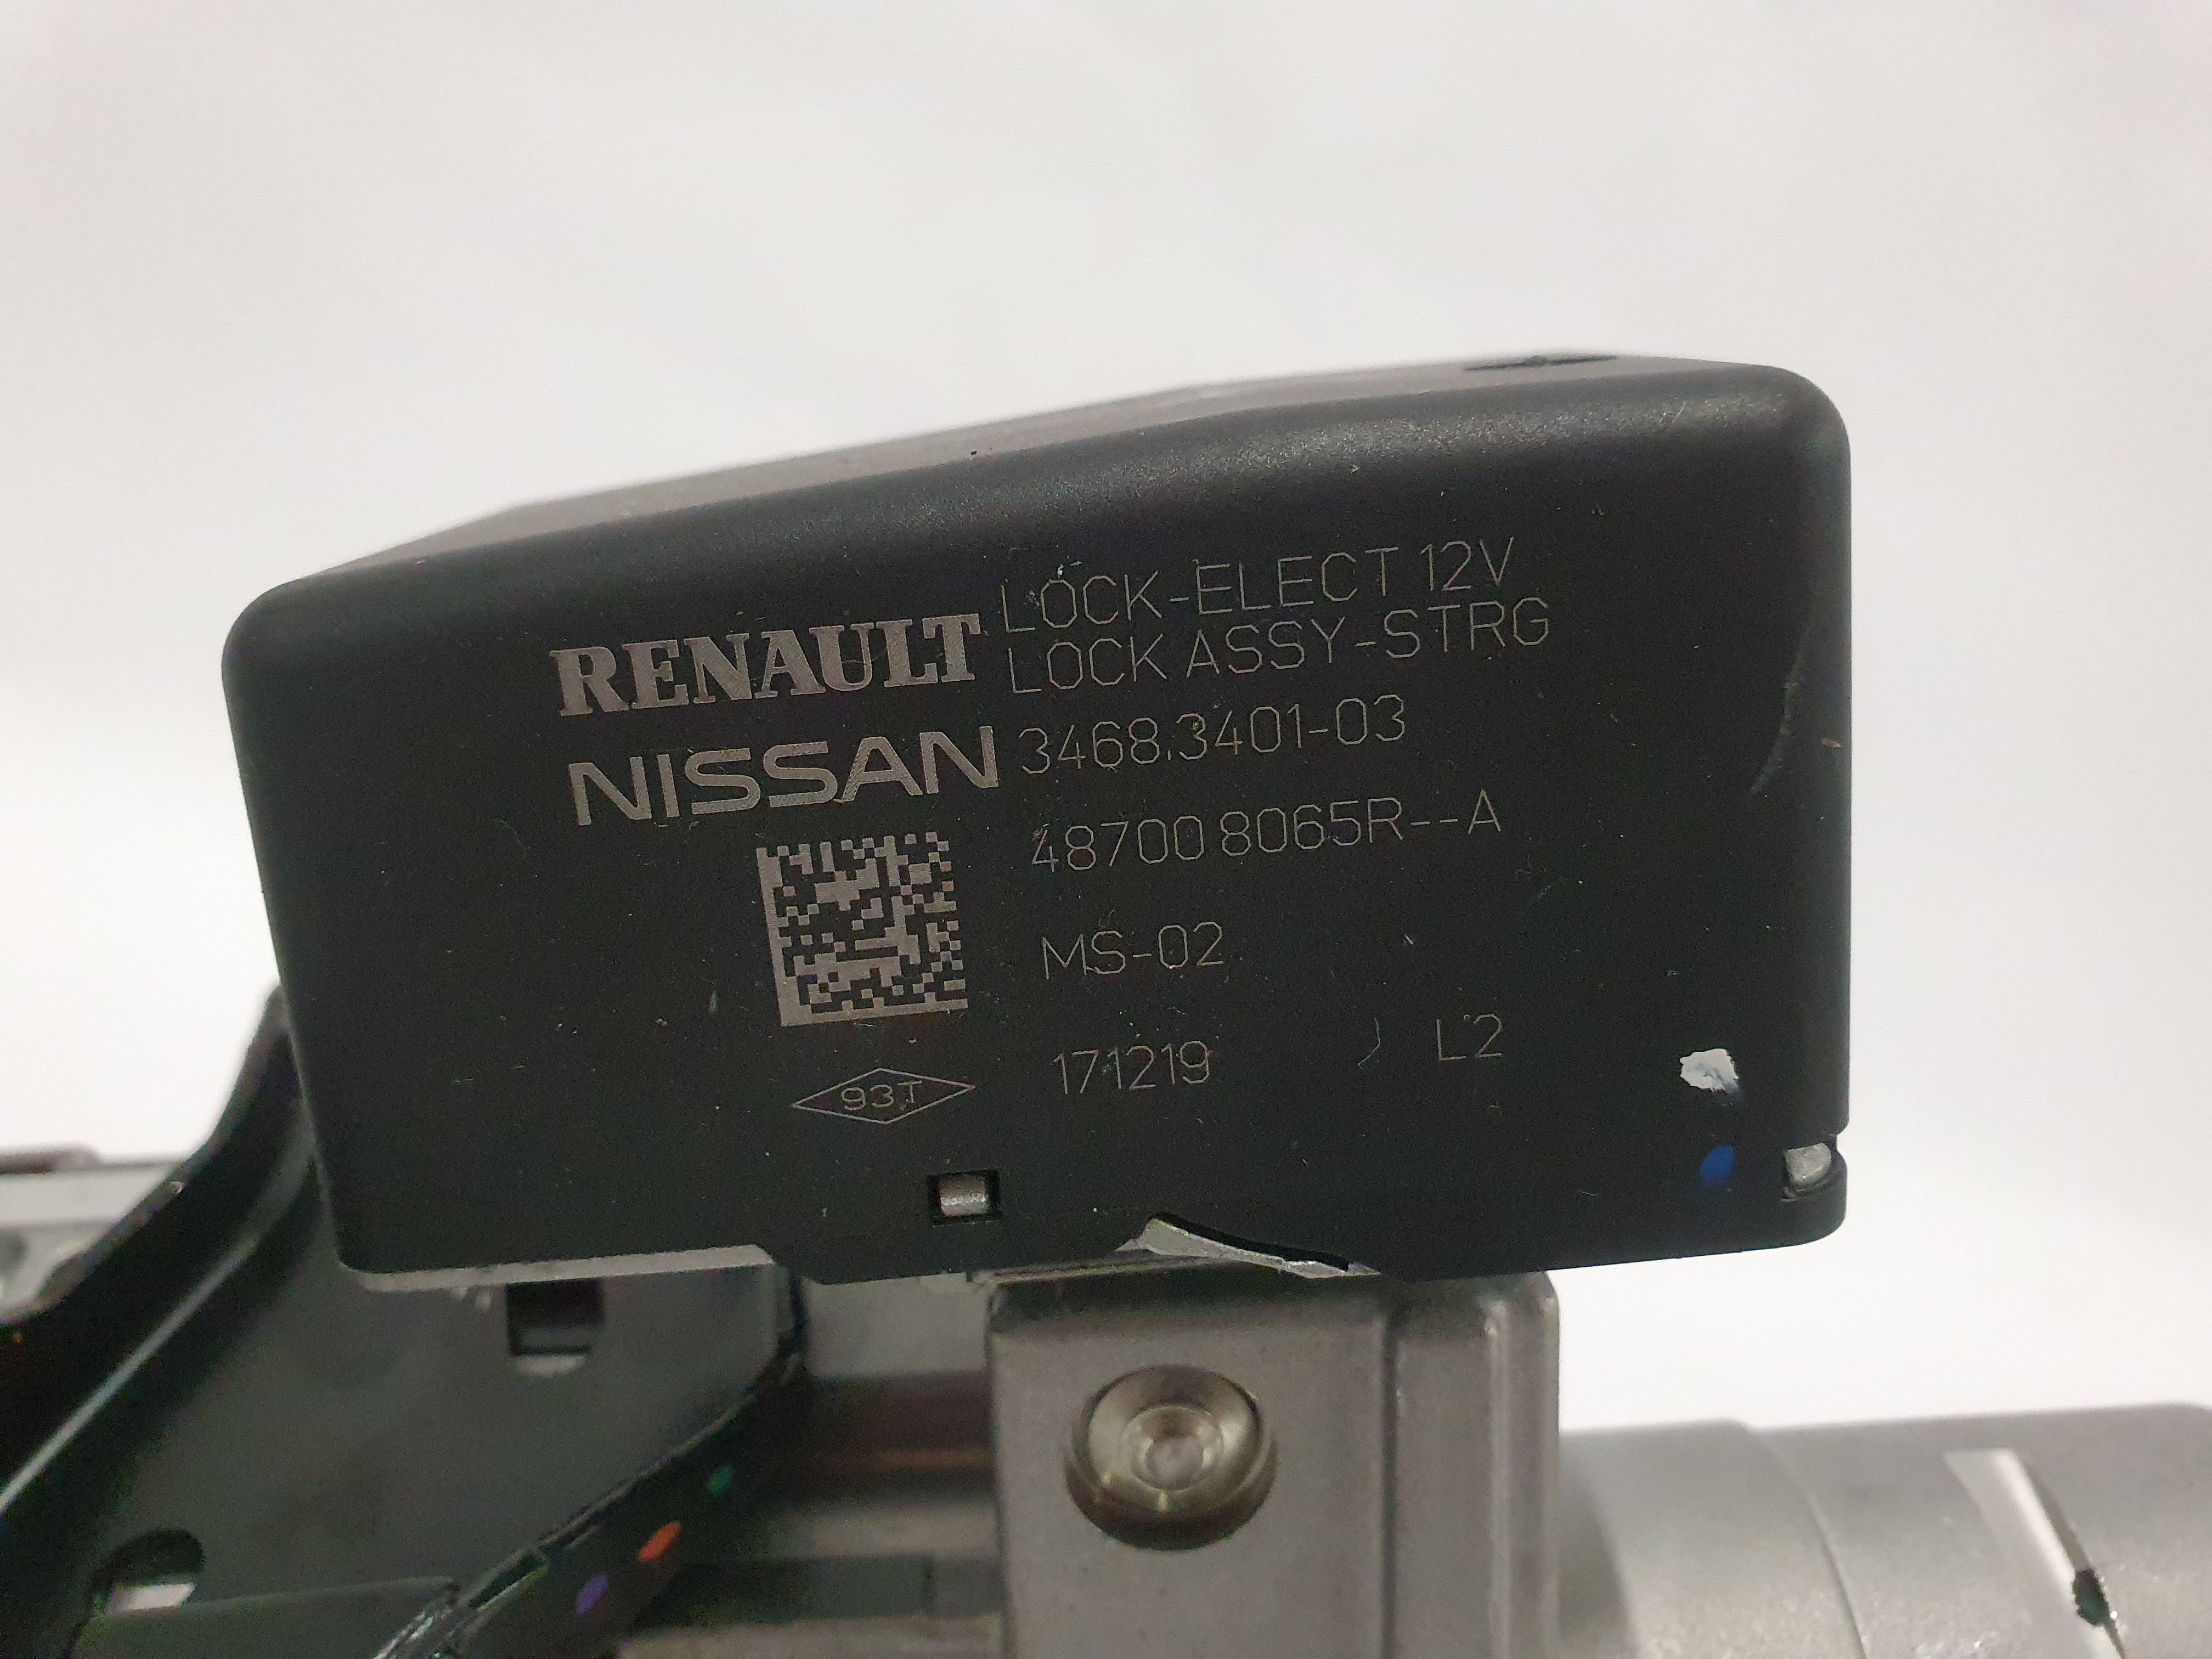 LOCK-ELECT 12V
RENAULT LOCK ASSY-STRG
NISSAN 3468.3401-03
48700 8065R--A
MS-02
171219 L2
93T